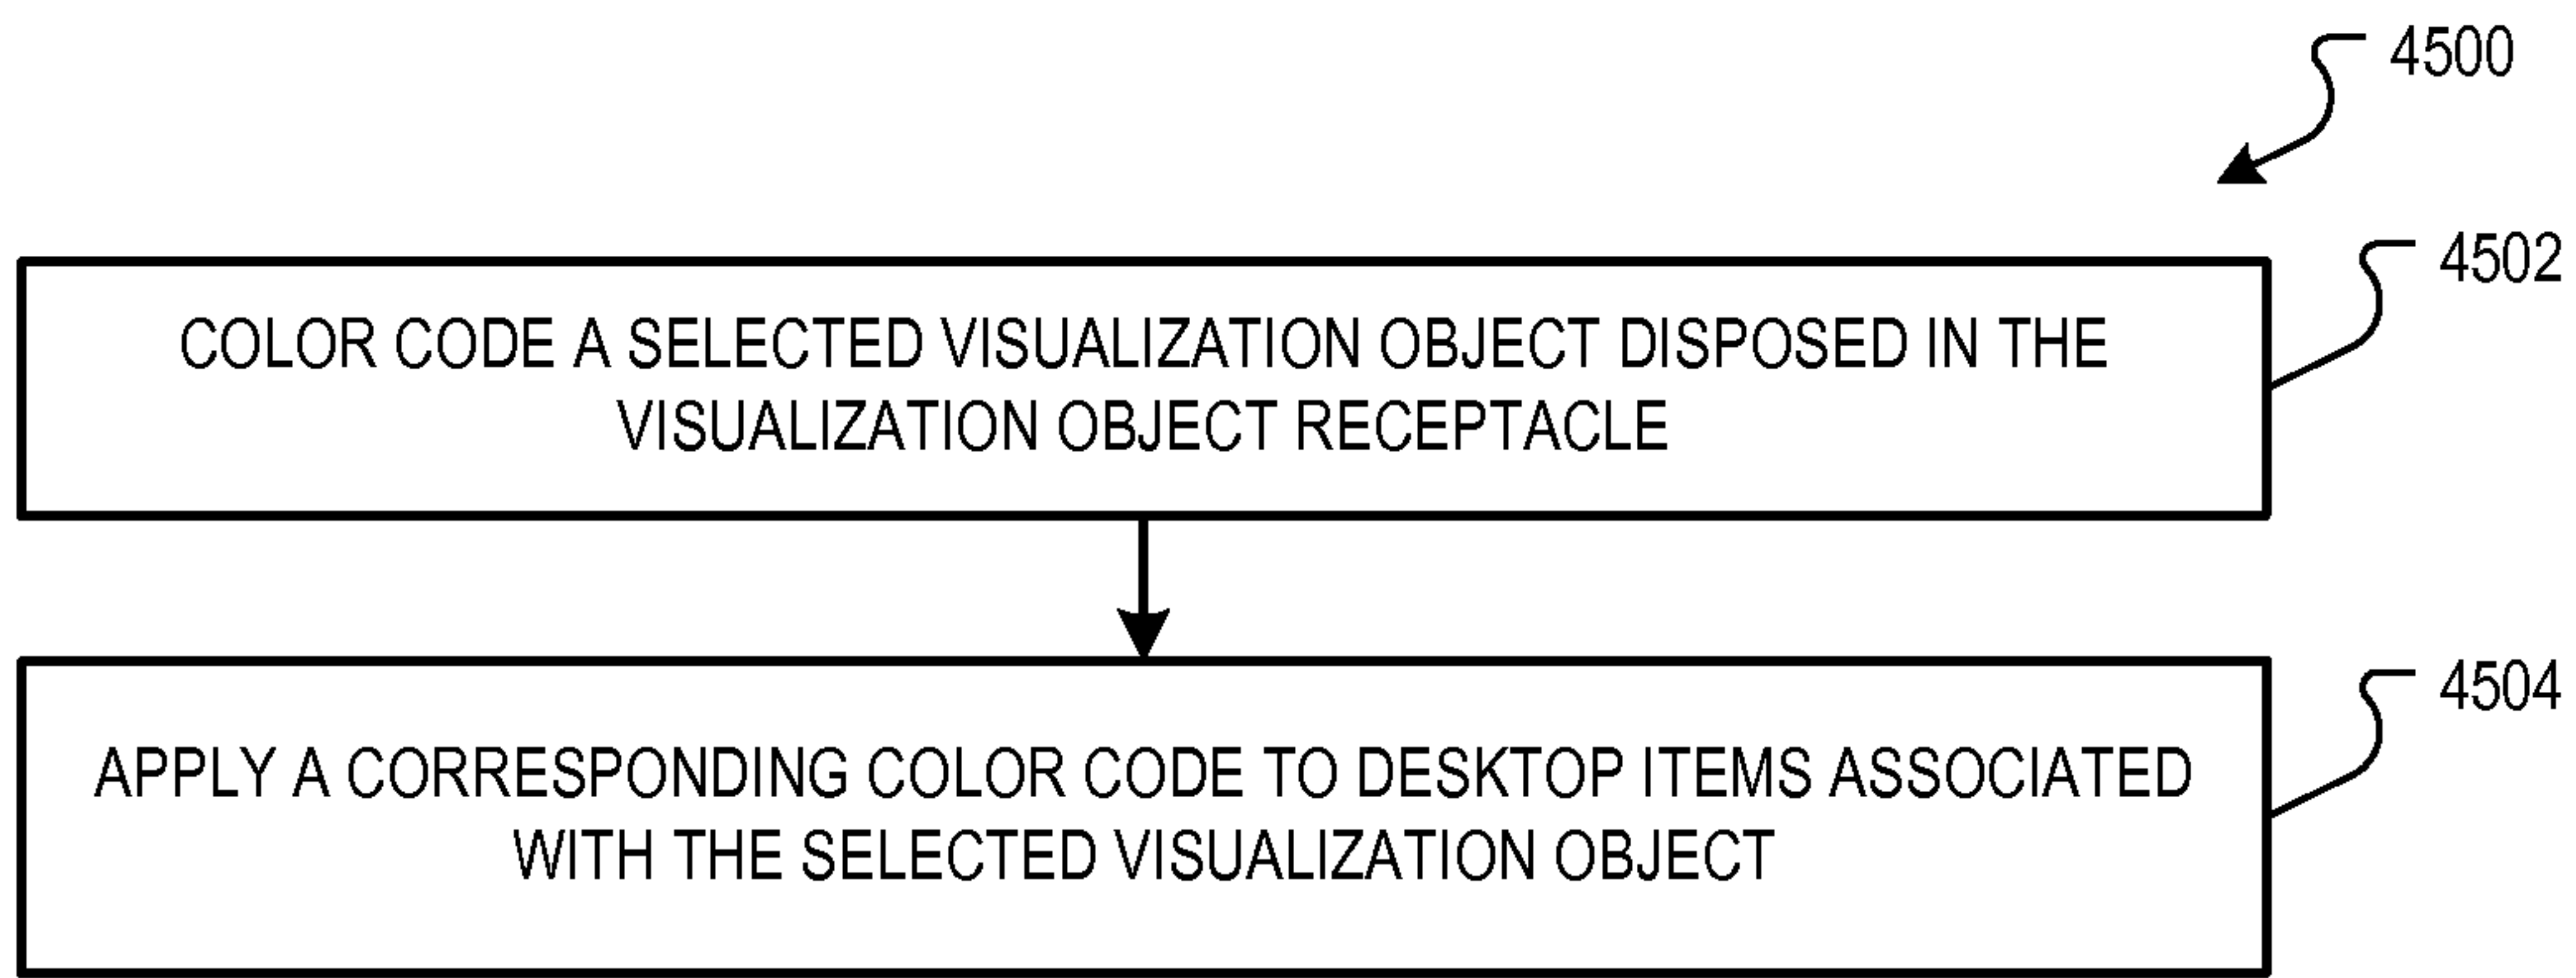 4500
4502
COLOR CODE A SELECTED VISUALIZATION OBJECT DISPOSED IN THE
VISUALIZATION OBJECT RECEPTACLE
4504
APPLY A CORRESPONDING COLOR CODE TO DESKTOP ITEMS ASSOCIATED
WITH THE SELECTED VISUALIZATION OBJECT